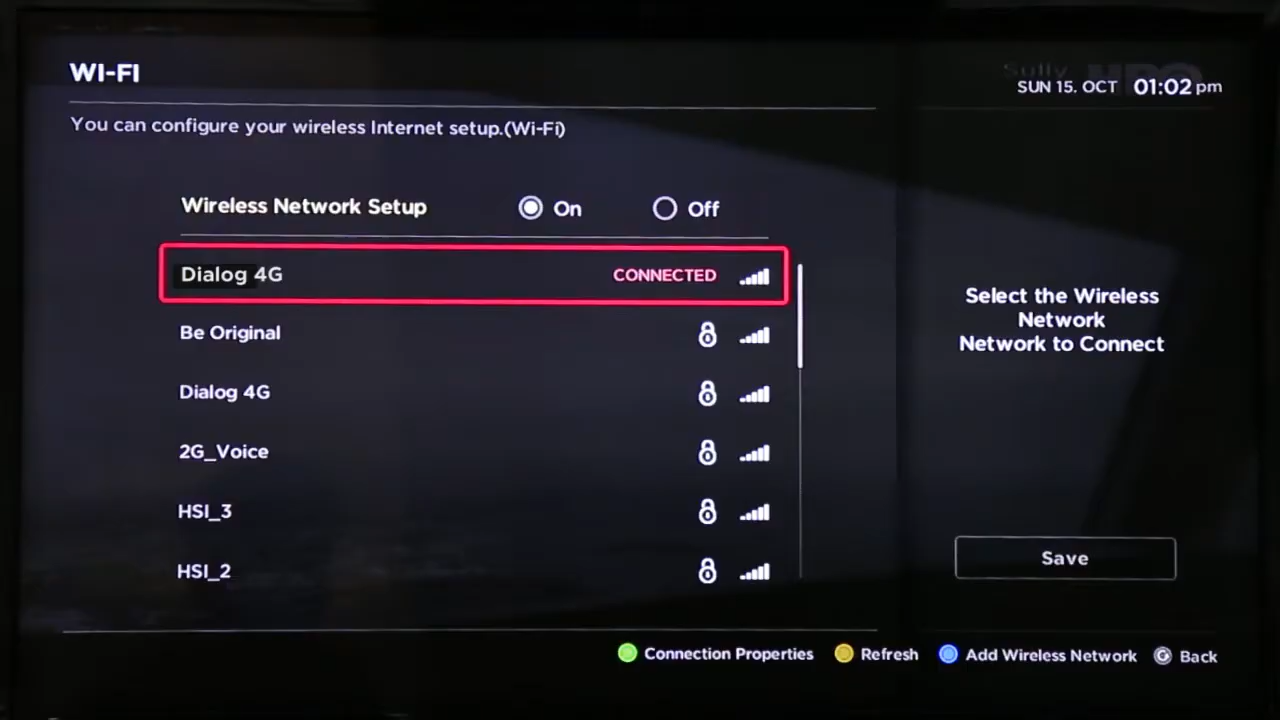 WI-FI
SUN 15. OCT 01:02 pm
You can configure your wireless Internet setup.(Wi-Fi)
Wireless Network Setup On Off
Dialog 4G CONNECTED
Be Original
Dialog 4G
2G_Voice
HSI_3
HSI_2
Select the Wireless
Network
Network to Connect
Save
Connection Properties Refresh Add Wireless Network Back